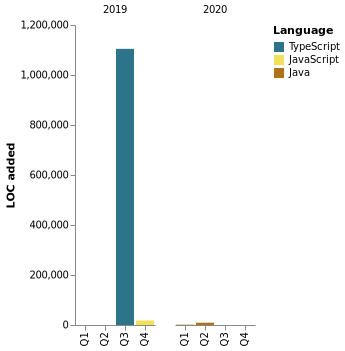 2019 2020
Language
TypeScript
JavaScript
Java
LOC added
1,200,000
1,000,000
800,000
600,000
400,000
200,000
0
Q1 Q2 Q3 Q4 Q1 Q2 Q3 Q4